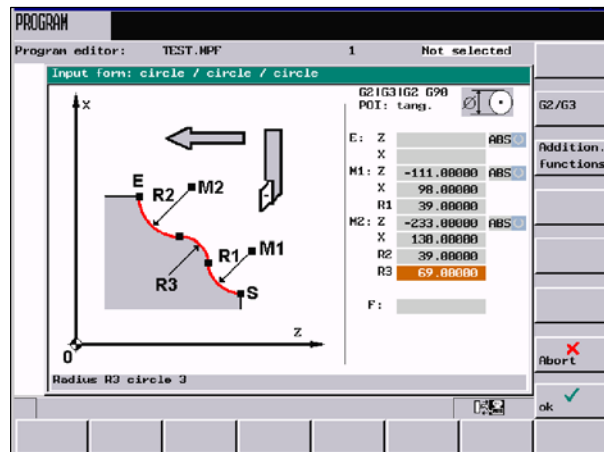 PROGRAM
Program editor: TEST.MPF 1 Not selected
Input form: circle / circle / circle
G2|G3|G2 G90
POI: tang.
G2/G3
Addition.
functions
X
E
R2
M2
R1
M1
R3
S
Z
0
E: Z ABS
X
M1: Z -111.00000 ABS
X 90.00000
R1 39.00000
M2: Z -233.00000 ABS
X 130.00000
R2 39.00000
R3 69.00000
F:
Radius R3 circle 3
Abort
ok